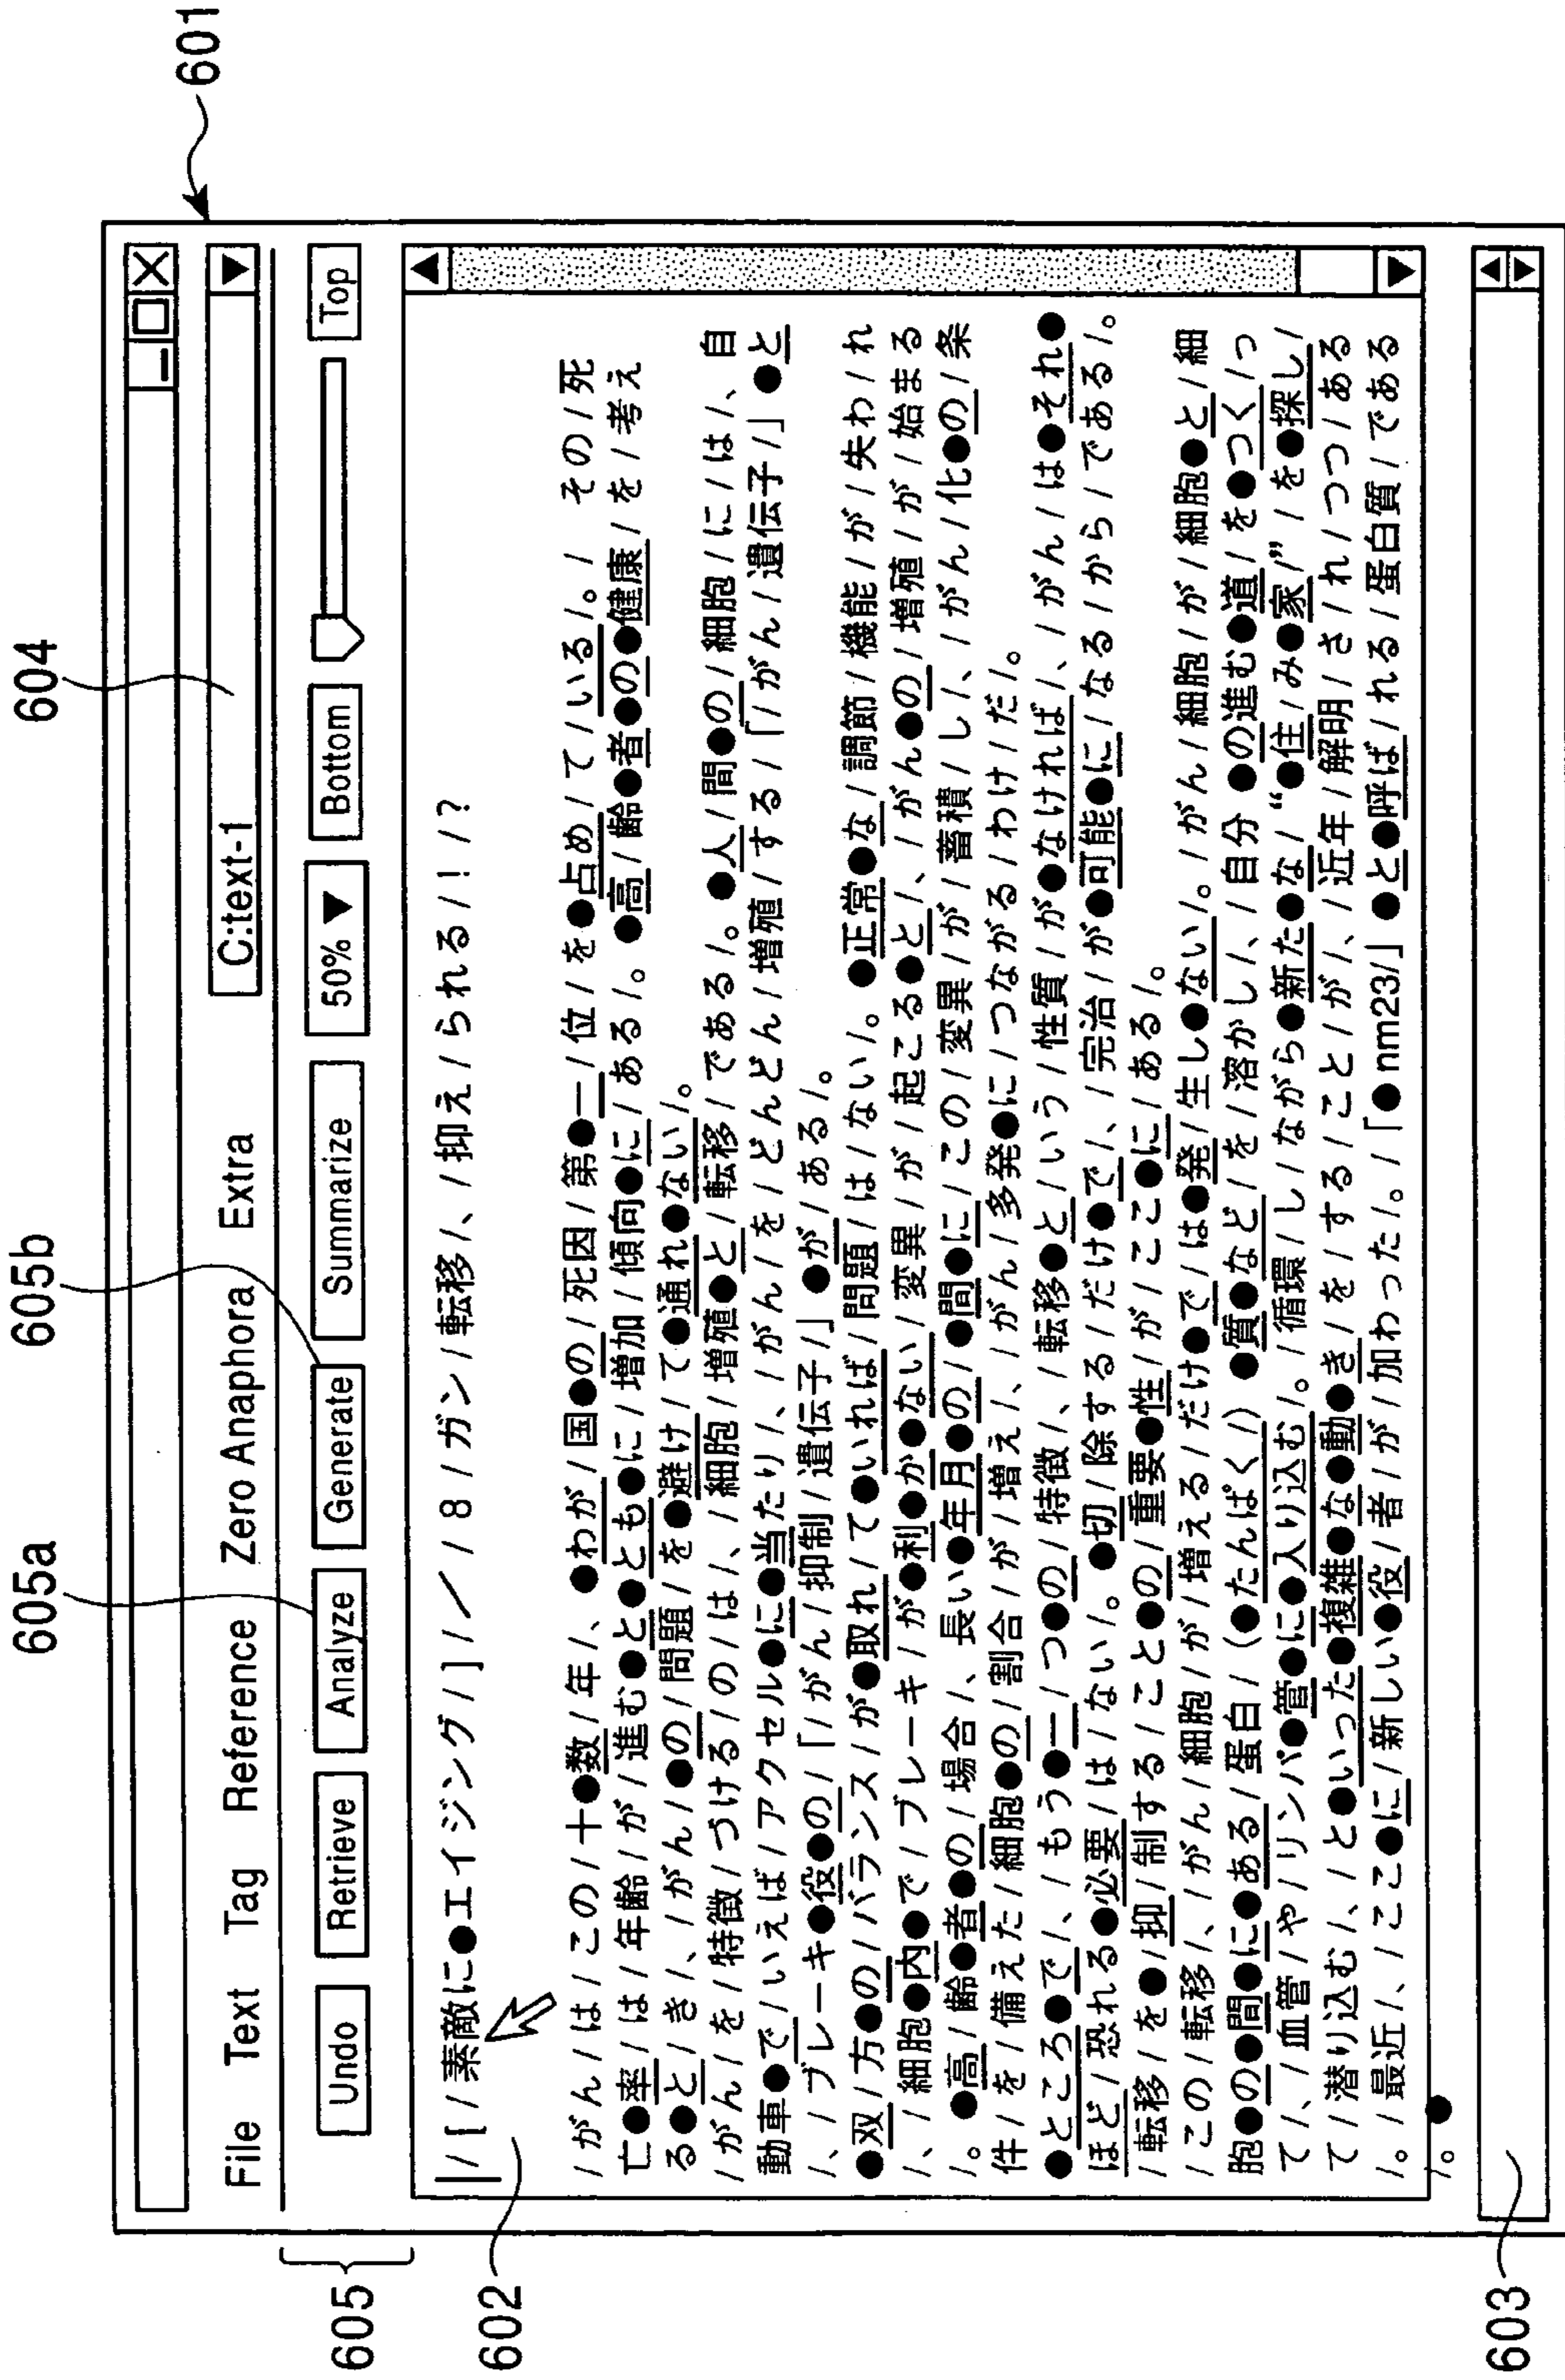 601
604
605b
605a
C:text-1
File Text Tag Reference Zero Anaphora Extra
Undo Retrieve Analyze Generate Summarize 50% ▼ Bottom Top
605
/ [ / 素敵に●エイジング / ] / ／ / 8 / ガン / 転移 /、/ 抑え / られる / ! / ?
602
/ がん / は / この / 十●数 / 年 /、●わが / 国●の / 死因 / 第●一 / 位 / を●占め / て / いる /。/ その / 死
亡●率 / は / 年齢 / が / 進む●と●とも●に / 増加 / 傾向●に / ある /。●高 / 齢●者●の●健康 / を / 考え
る●と / き /、/ がん / ●の / 問題 / を●避け / て●通れ●ない /。
/ がん / を / 特徴 / づける / の / は /、/ 細胞 / 増殖●と / 転移 / である /。●人 / 間●の / 細胞 / に / は /、自
動車●で / いえば / アクセル●に●当たり /、/ がん / を / どんどん / 増殖 / する /「/ がん / 遺伝子 /」●と
/、/ ブレーキ●役●の /「/ がん / 抑制 / 遺伝子 /」●が / ある /。
●双 / 方●の / バランス / が●取れ / て●いれば / 問題 / は / ない /。●正常●な / 調節 / 機能 / が / 失わ / れ
/、/ 細胞●内●で / ブレーキ / が●利●か●ない / 変異 / が / 起こる●と /、/ がん●の / 増殖 / が / 始まる
/。●高 / 齢●者●の / 場合 /、長い●年月●の / ●間●に / この / 変異 / が / 蓄積 / し /、/ がん / 化●の / 条
件 / を / 備えた / 細胞●の / 割合 / が / 増え /、/ がん / 多発●に / つながる / わけ / だ /。
●ところ●で /、/ もう●一 / つ●の / 特徴 /、/ 転移●と / いう / 性質 / が●なければ /、/ がん / は●それ●
ほど / 恐れる●必要 / は / ない /。●切 / 除する / だけ●で /、/ 完治 / が●可能●に / なる / から / である /。
/ 転移 / を●抑 / 制する / こと●の / 重要●性 / が / ここ●に / ある /。
/ この / 転移 /、/ がん / 細胞 / が / 増える / だけ●で / は●発 / 生し●ない /。/ がん / 細胞 / が / 細胞●と / 細
胞●の●間●に●ある / 蛋白 / (●たんぱく /) ●質●など / を / 溶かし /、/ 自分 ●の進む●道 / を●つく / っ
て /、/ 血管 / や / リンパ●管●に●入り込む /。/ 循環 / し / ながら●新た●な / “●住 / み●家 /” / を●探し /
て / 潜り込む /、/ と●いった●複雑●な●動●き / を / する / こと / が /、/ 近年 / 解明 / さ / れ / つつ / ある
/。/ 最近 /、/ ここ●に / 新しい●役 / 者 / が / 加わった /。/「●nm23/」●と●呼ば / れる / 蛋白質 / である
/。 ●
603